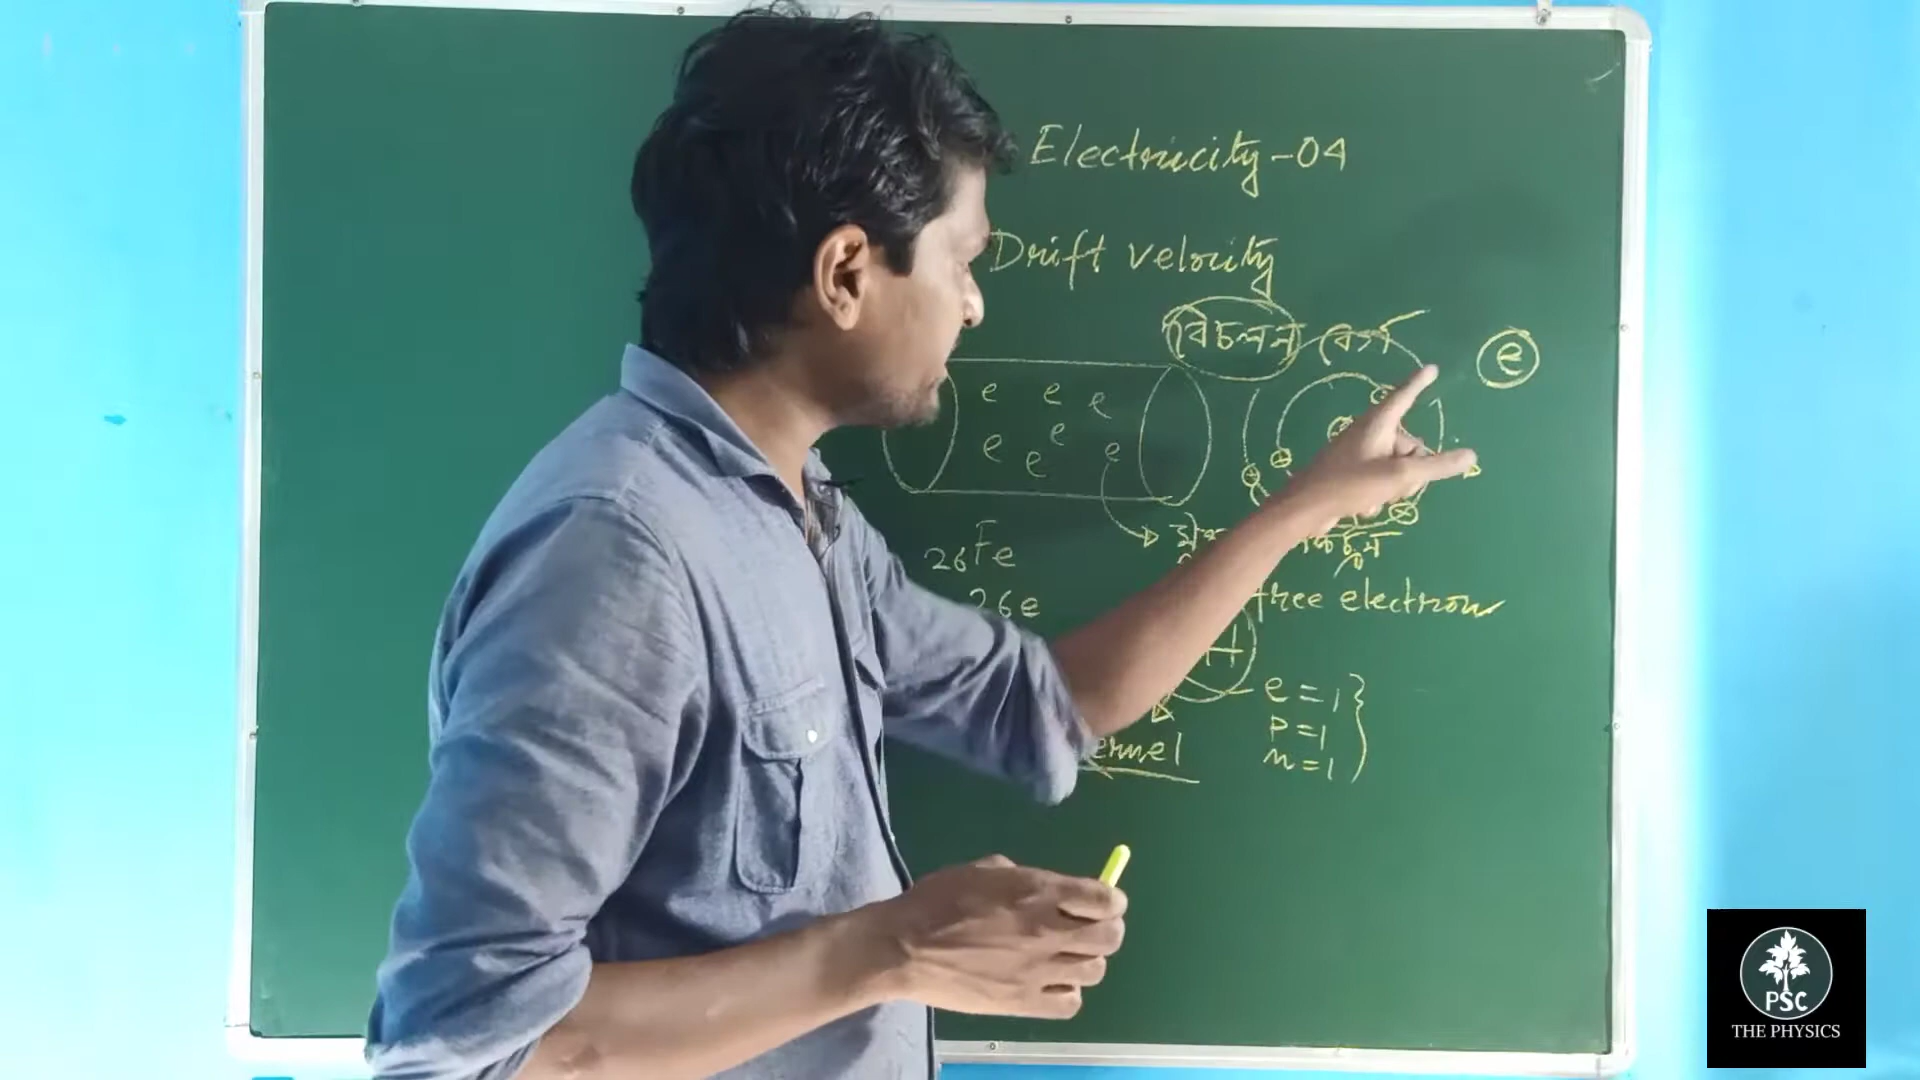 Electricity-04
Drift velocity
বিচলন বেগ
e
e e e
e e e e
26Fe
26e
free electron
H
e = 1
P = 1
n = 1
PSC
THE PHYSICS